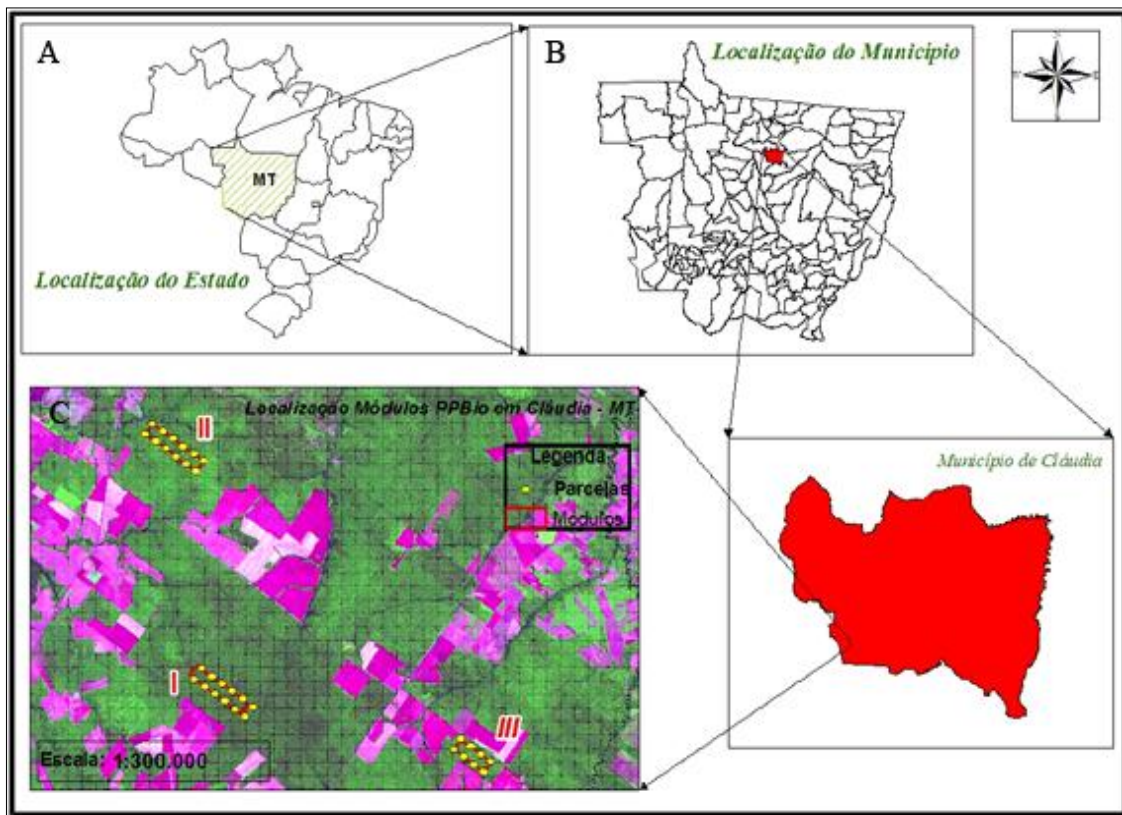 A
MT
Localização do Estado
B
Localização do Município
C
Localização Módulos PPBio em Cláudia - MT
II
Legenda
Parcelas
Módulos
I
III
Escala: 1:300.000
Município de Cláudia